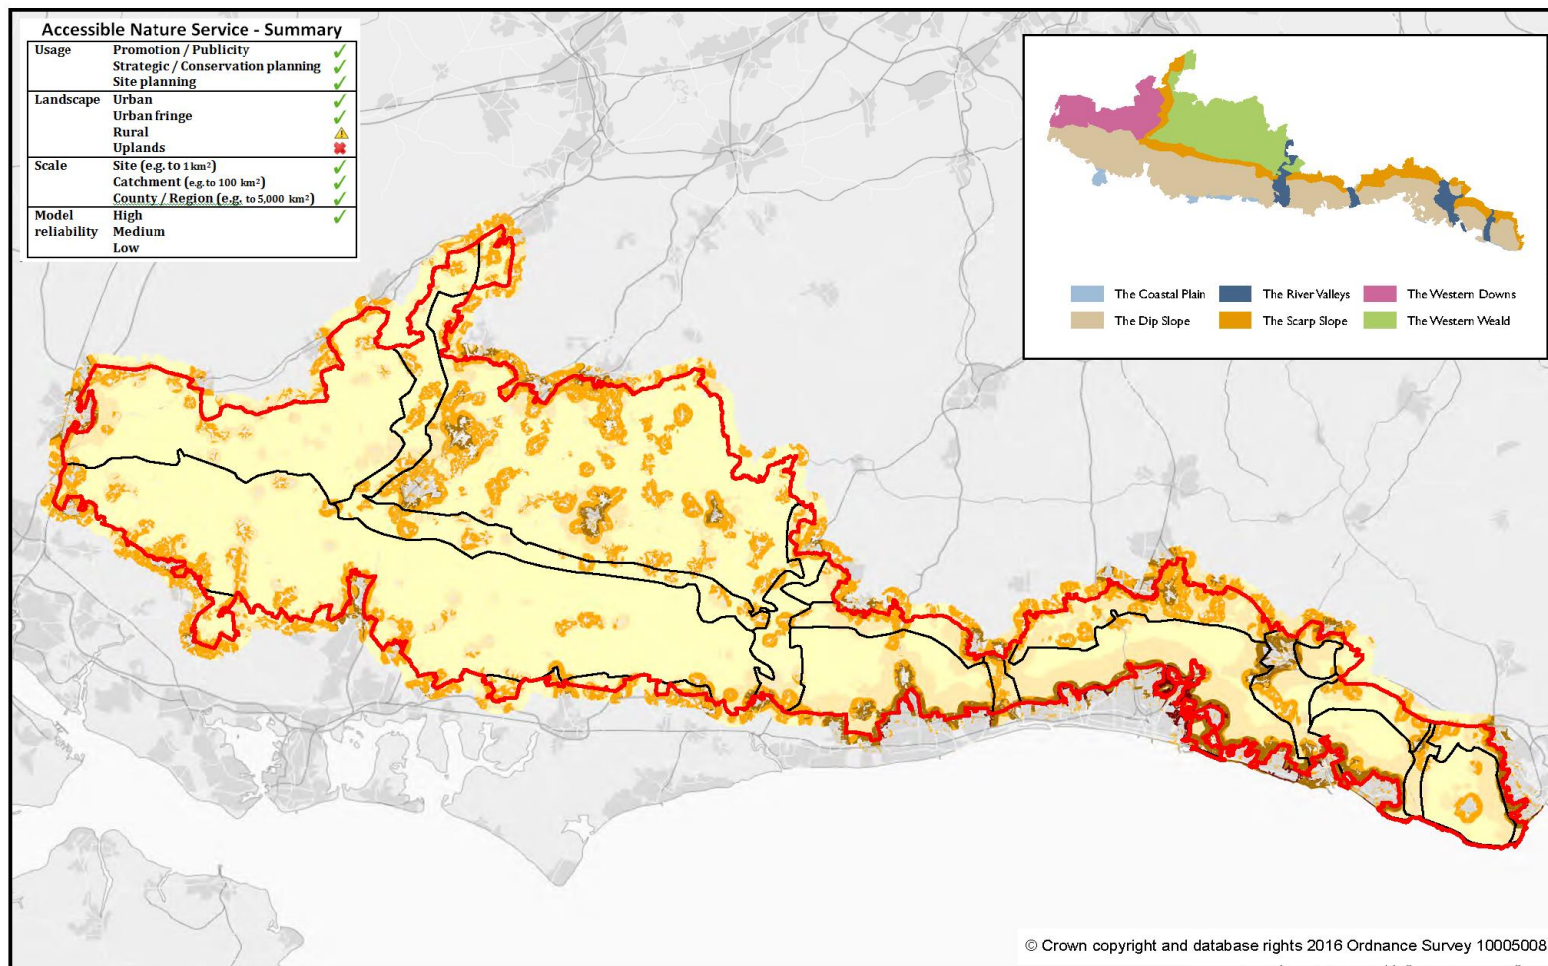 Accessible Nature Service - Summary
Usage Promotion / Publicity ✓
Strategic / Conservation planning ✓
Site planning ✓
Landscape Urban ✓
Urban fringe ✓
Rural ⚠
Uplands ✖
Scale Site (e.g. to 1 km²) ✓
Catchment (e.g. to 100 km²) ✓
County / Region (e.g. to 5,000 km²) ✓
Model reliability High ✓
Medium
Low
The Coastal Plain The River Valleys The Western Downs
The Dip Slope The Scarp Slope The Western Weald
© Crown copyright and database rights 2016 Ordnance Survey 10005008